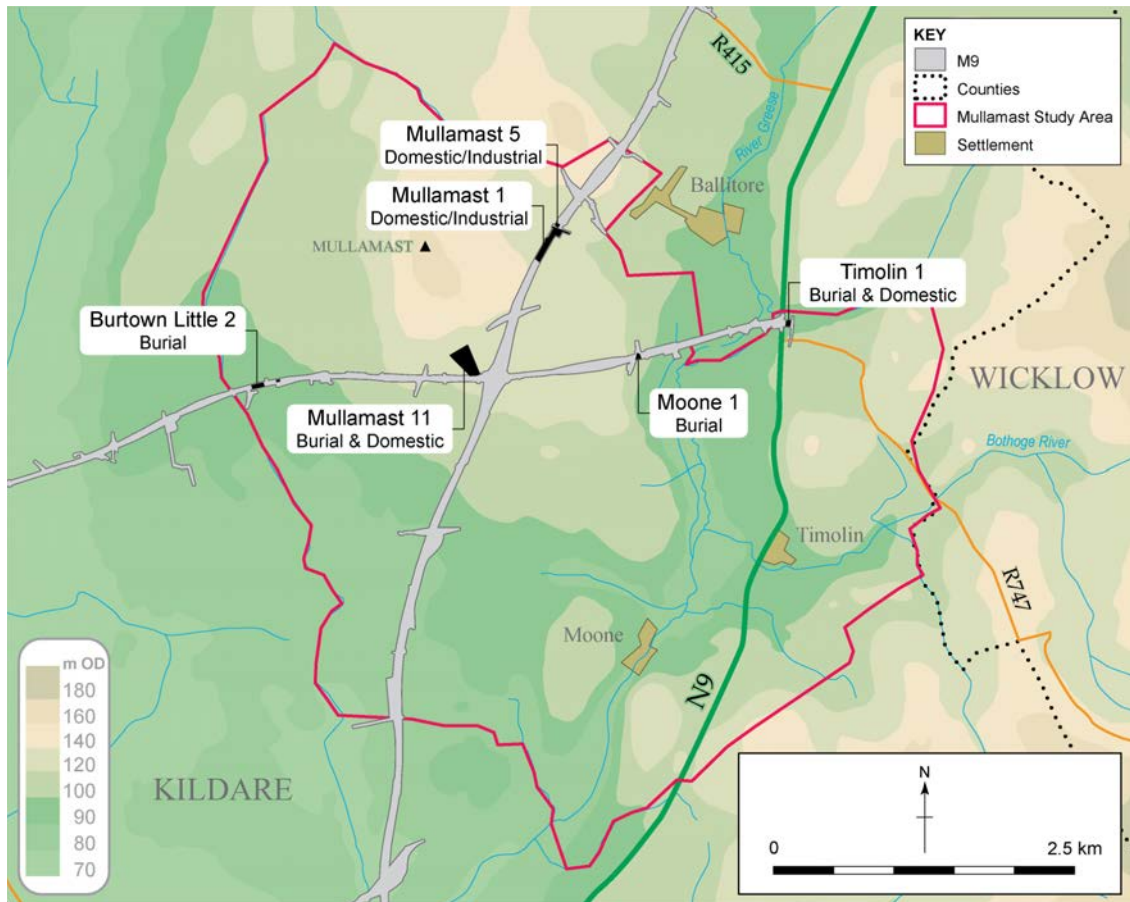 R415
KEY
M9
Counties
Mullamast Study Area
Settlement
River Greese
Mullamast 5
Domestic/Industrial
Ballitore
Mullamast 1
Domestic/Industrial
MULLAMAST
Timolin 1
Burial & Domestic
Burtown Little 2
Burial
WICKLOW
Mullamast 11
Burial & Domestic
Moone 1
Burial
Bothoge River
Timolin
R747
Moone
N9
m OD
180
160
140
120
100
90
80
70
KILDARE
N
0 2.5 km